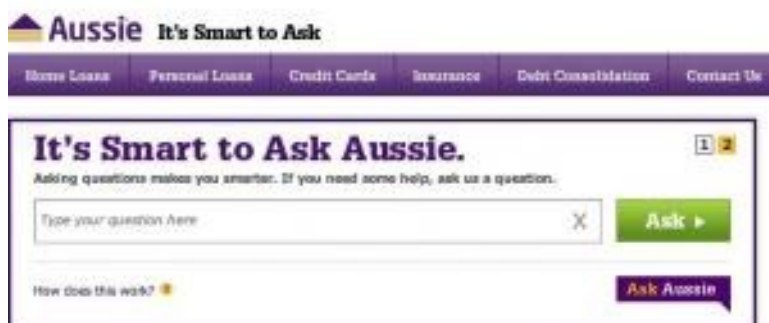 Aussie It's Smart to Ask
Home Loans Personal Loans Credit Cards Insurance Debt Consolidation Contact Us
It's Smart to Ask Aussie.
1 2
Asking questions makes you smarter. If you need some help, ask us a question.
Type your question here X Ask
How does this work?
Ask Aussie